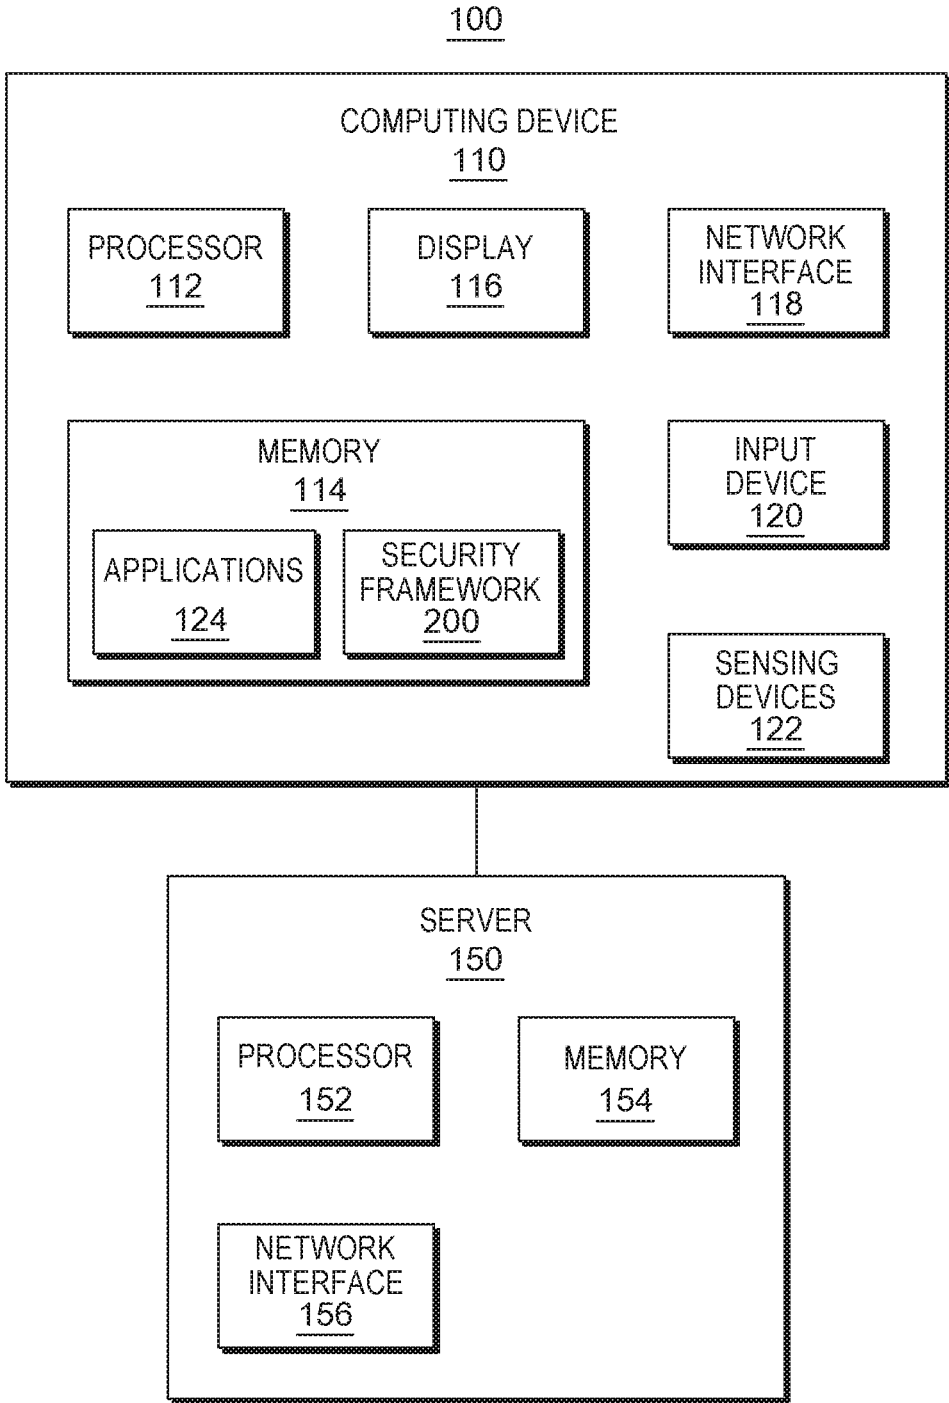 100
COMPUTING DEVICE
110
PROCESSOR
112
DISPLAY
116
NETWORK
INTERFACE
118
MEMORY
114
APPLICATIONS
124
SECURITY
FRAMEWORK
200
INPUT
DEVICE
120
SENSING
DEVICES
122
SERVER
150
PROCESSOR
152
MEMORY
154
NETWORK
INTERFACE
156